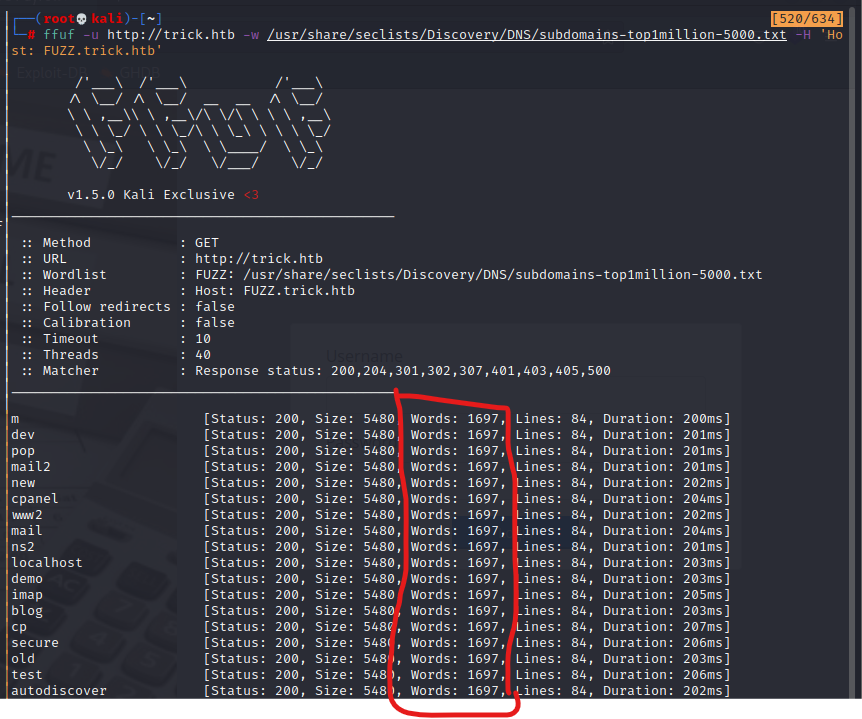 ┌──(root💀kali)-[~] [520/634]
└─# ffuf -u http://trick.htb -w /usr/share/seclists/Discovery/DNS/subdomains-top1million-5000.txt -H 'Ho
st: FUZZ.trick.htb'
v1.5.0 Kali Exclusive <3
:: Method : GET
:: URL : http://trick.htb
:: Wordlist : FUZZ: /usr/share/seclists/Discovery/DNS/subdomains-top1million-5000.txt
:: Header : Host: FUZZ.trick.htb
:: Follow redirects : false
:: Calibration : false
:: Timeout : 10
:: Threads : 40
Username
:: Matcher : Response status: 200,204,301,302,307,401,403,405,500
m [Status: 200, Size: 5480, Words: 1697, Lines: 84, Duration: 200ms]
dev [Status: 200, Size: 5480, Words: 1697, Lines: 84, Duration: 201ms]
pop [Status: 200, Size: 5480, Words: 1697, Lines: 84, Duration: 201ms]
mail2 [Status: 200, Size: 5480, Words: 1697, Lines: 84, Duration: 201ms]
new [Status: 200, Size: 5480, Words: 1697, Lines: 84, Duration: 202ms]
cpanel [Status: 200, Size: 5480, Words: 1697, Lines: 84, Duration: 204ms]
www2 [Status: 200, Size: 5480, Words: 1697, Lines: 84, Duration: 202ms]
mail [Status: 200, Size: 5480, Words: 1697, Lines: 84, Duration: 204ms]
ns2 [Status: 200, Size: 5480, Words: 1697, Lines: 84, Duration: 201ms]
localhost [Status: 200, Size: 5480, Words: 1697, Lines: 84, Duration: 203ms]
demo [Status: 200, Size: 5480, Words: 1697, Lines: 84, Duration: 203ms]
imap [Status: 200, Size: 5480, Words: 1697, Lines: 84, Duration: 205ms]
blog [Status: 200, Size: 5480, Words: 1697, Lines: 84, Duration: 203ms]
cp [Status: 200, Size: 5480, Words: 1697, Lines: 84, Duration: 207ms]
secure [Status: 200, Size: 5480, Words: 1697, Lines: 84, Duration: 206ms]
old [Status: 200, Size: 5480, Words: 1697, Lines: 84, Duration: 203ms]
test [Status: 200, Size: 5480, Words: 1697, Lines: 84, Duration: 206ms]
autodiscover [Status: 200, Size: 5480, Words: 1697, Lines: 84, Duration: 202ms]